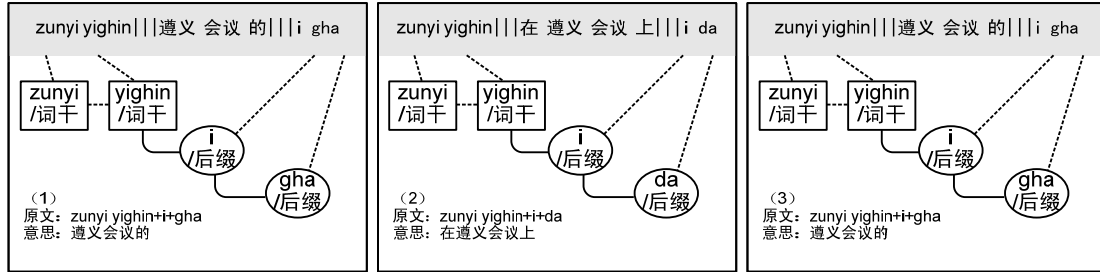 zunyi yighin|||遵义 会议 的|||i gha
zunyi
/词干
yighin
/词干
i
/后缀
gha
/后缀
（1）
原文：zunyi yighin+i+gha
意思：遵义会议的
zunyi yighin|||在 遵义 会议 上|||i da
zunyi
/词干
yighin
/词干
i
/后缀
da
/后缀
（2）
原文：zunyi yighin+i+da
意思：在遵义会议上
zunyi yighin|||遵义 会议 的|||i gha
zunyi
/词干
yighin
/词干
i
/后缀
gha
/后缀
（3）
原文：zunyi yighin+i+gha
意思：遵义会议的